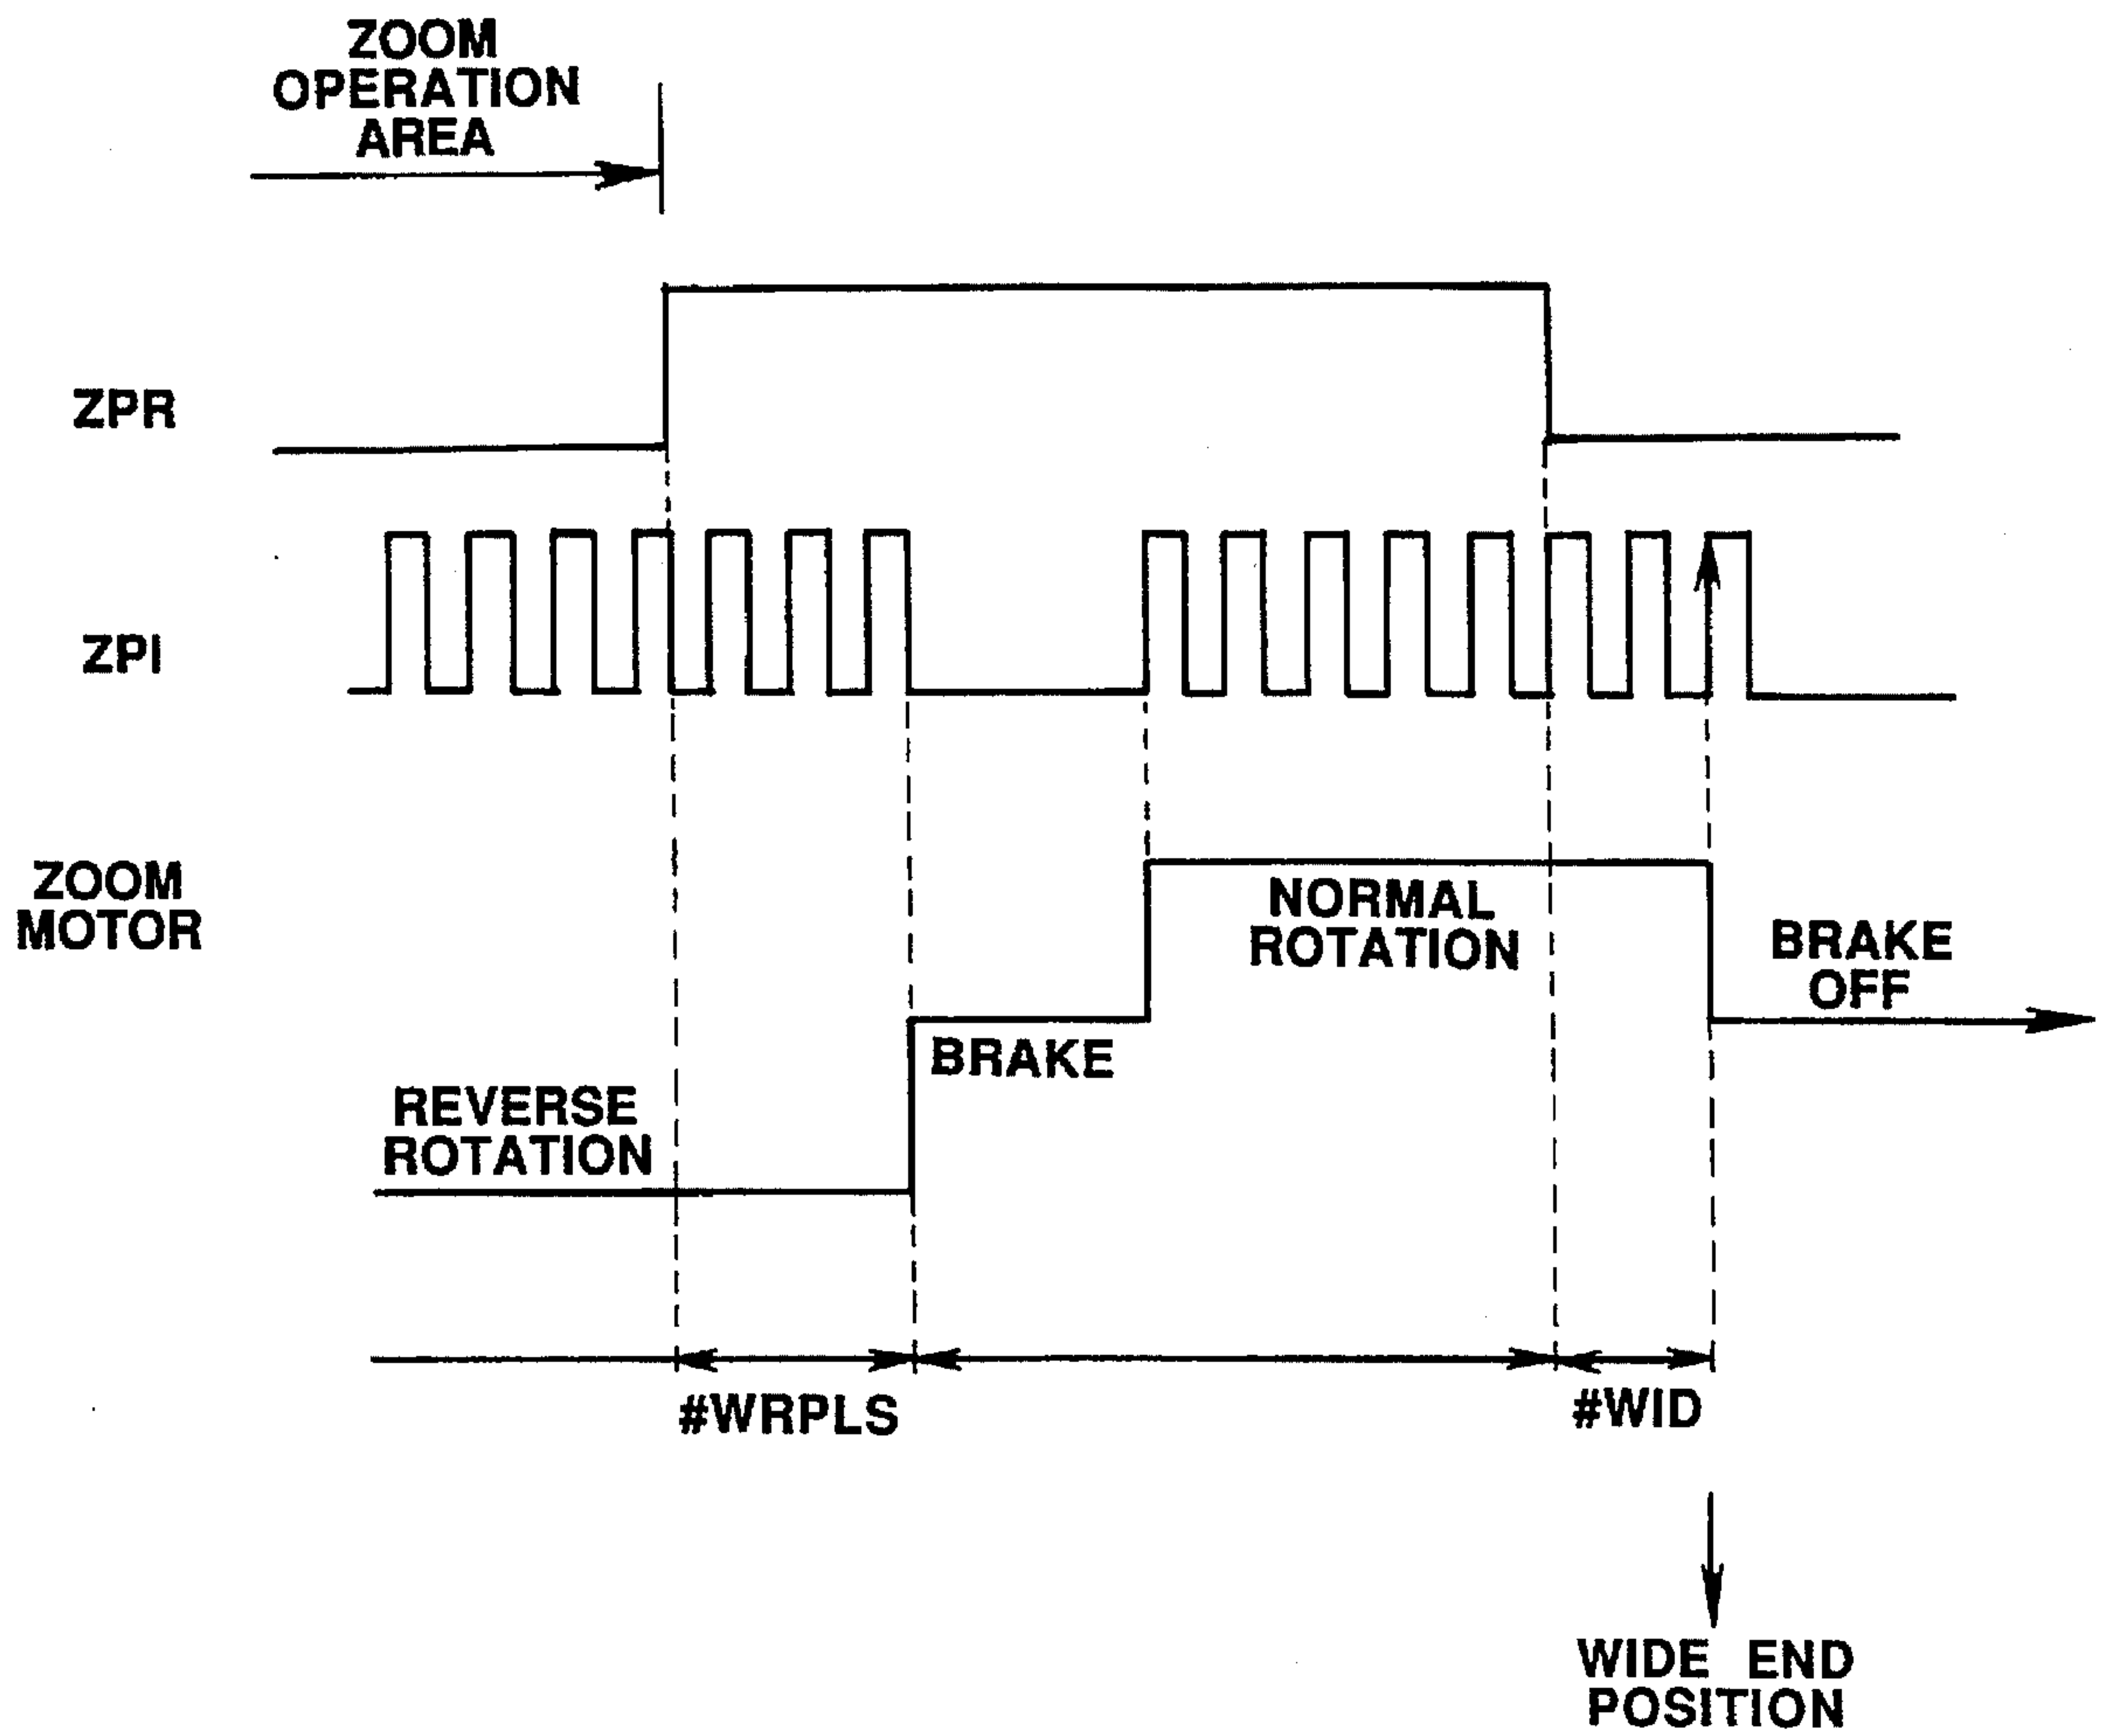 ZOOM
OPERATION
AREA
ZPR
ZPI
ZOOM
MOTOR
NORMAL
ROTATION
BRAKE
OFF
BRAKE
REVERSE
ROTATION
#WRPLS
#WID
WIDE END
POSITION